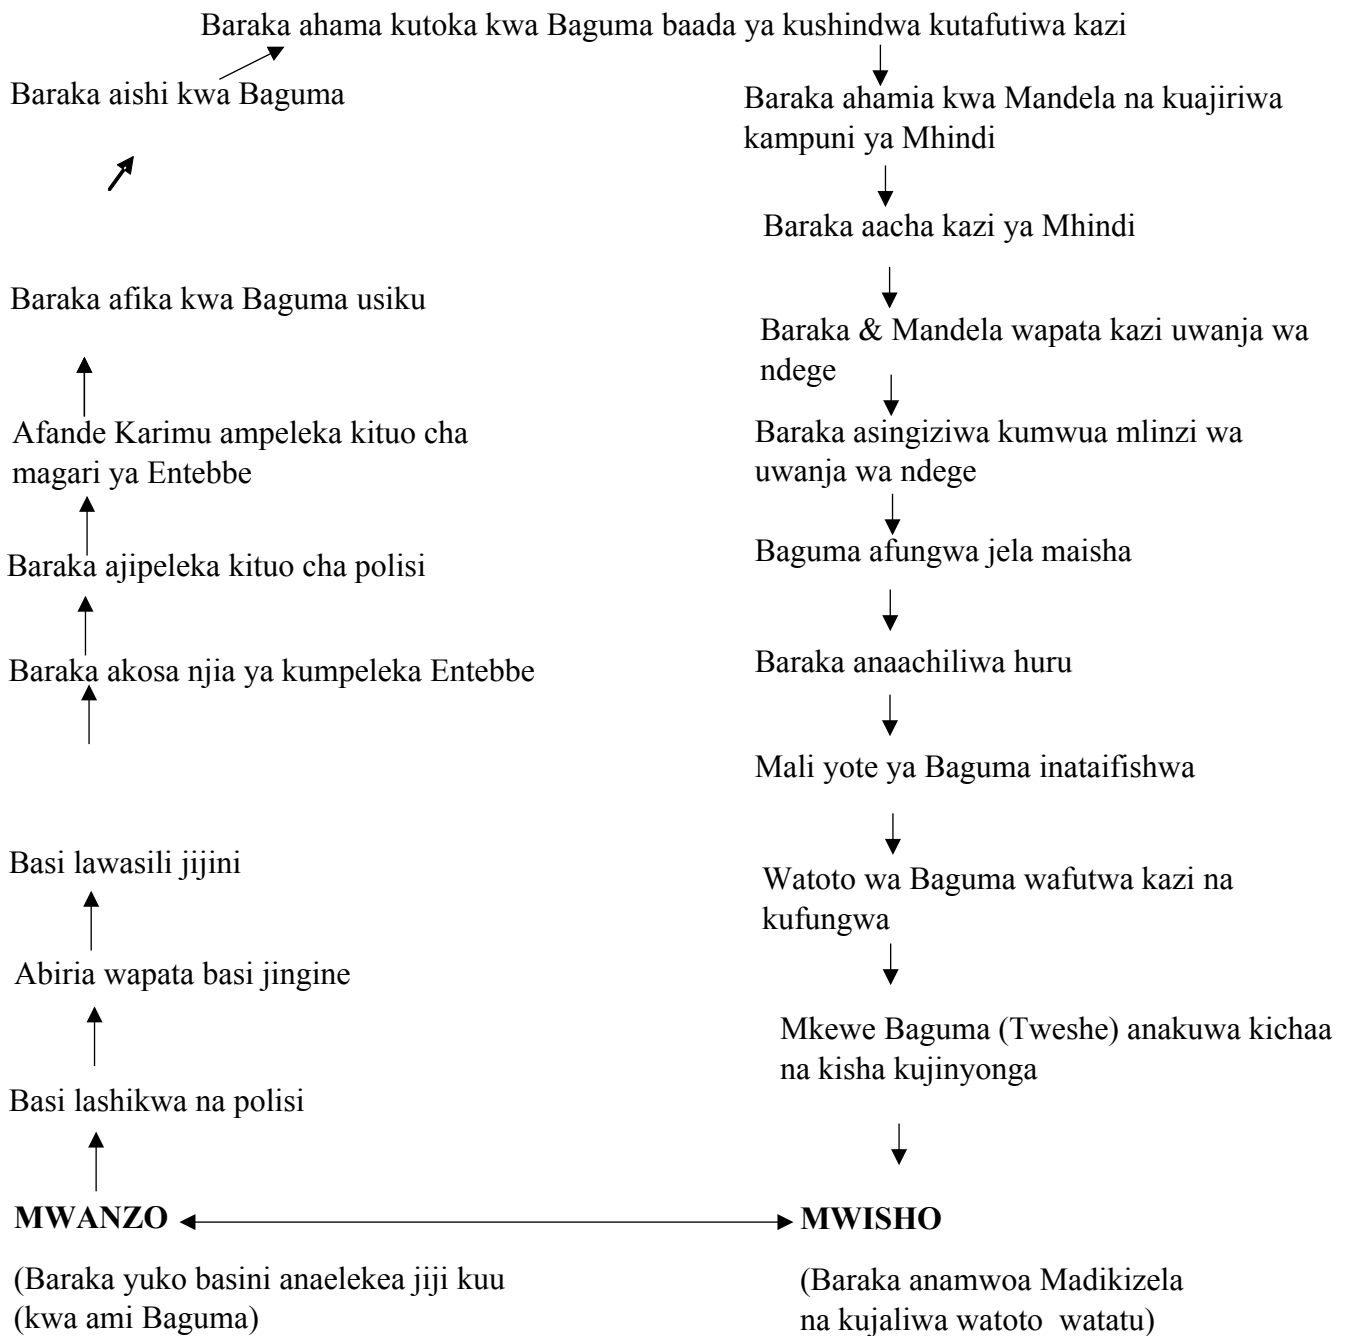 Baraka ahama kutoka kwa Baguma baada ya kushindwa kutafutiwa kazi
Baraka aishi kwa Baguma
Baraka afika kwa Baguma usiku
Afande Karimu ampeleka kituo cha
magari ya Entebbe
Baraka ajipeleka kituo cha polisi
Baraka akosa njia ya kumpeleka Entebbe
Basi lawasili jijini
Abiria wapata basi jingine
Basi lashikwa na polisi
MWANZO
(Baraka yuko basini anaelekea jiji kuu
(kwa ami Baguma)
Baraka ahamia kwa Mandela na kuajiriwa
kampuni ya Mhindi
Baraka aacha kazi ya Mhindi
Baraka & Mandela wapata kazi uwanja wa
ndege
Baraka asingiziwa kumwua mlinzi wa
uwanja wa ndege
Baguma afungwa jela maisha
Baraka anaachiliwa huru
Mali yote ya Baguma inataifishwa
Watoto wa Baguma wafutwa kazi na
kufungwa
Mkewe Baguma (Tweshe) anakuwa kichaa
na kisha kujinyonga
MWISHO
(Baraka anamwoa Madikizela
na kujaliwa watoto watatu)